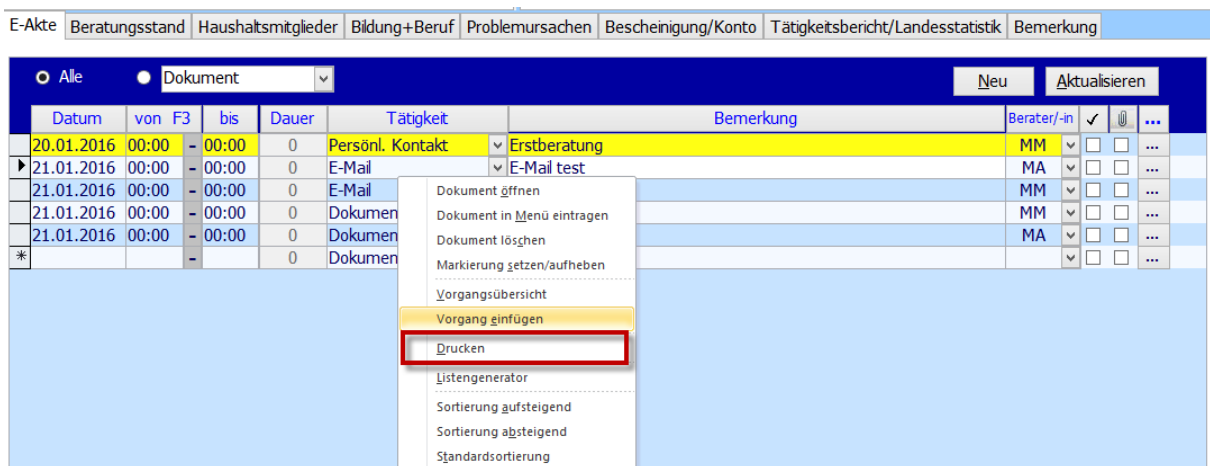 E-Akte Beratungsstand Haushaltsmitglieder Bildung+Beruf Problemursachen Bescheinigung/Konto Tätigkeitsbericht/Landesstatistik Bemerkung
Alle Dokument Neu Aktualisieren
Datum von F3 bis Dauer Tätigkeit Bemerkung Berater/-in ✓ ...
20.01.2016 00:00 - 00:00 0 Persönl. Kontakt Erstberatung MM ...
21.01.2016 00:00 - 00:00 0 E-Mail E-Mail test MA ...
21.01.2016 00:00 - 00:00 0 E-Mail MM ...
21.01.2016 00:00 - 00:00 0 Dokumen MM ...
21.01.2016 00:00 - 00:00 0 Dokumen MA ...
* - 0 Dokumen ...
Dokument öffnen
Dokument in Menü eintragen
Dokument löschen
Markierung setzen/aufheben
Vorgangsübersicht
Vorgang einfügen
Drucken
Listengenerator
Sortierung aufsteigend
Sortierung absteigend
Standardsortierung